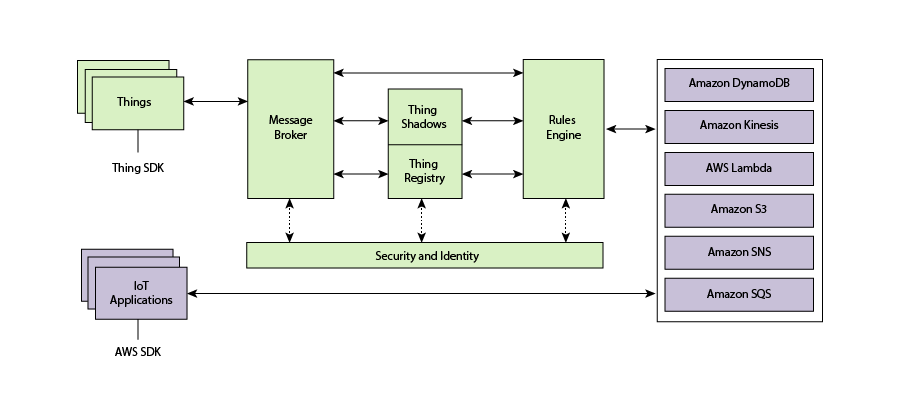 Things
Thing SDK
Message
Broker
Thing
Shadows
Thing
Registry
Rules
Engine
Security and Identity
Amazon DynamoDB
Amazon Kinesis
AWS Lambda
Amazon S3
Amazon SNS
Amazon SQS
IoT
Applications
AWS SDK